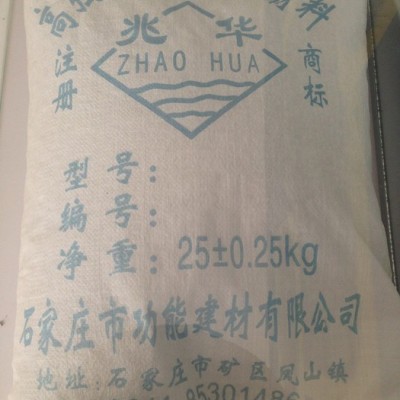 高
料
兆 华
注册 ZHAO HUA 商标
型 号:
编 号:
净 重: 25±0.25kg
石家庄市功能建材有限公司
地址:石家庄市矿区凤山镇